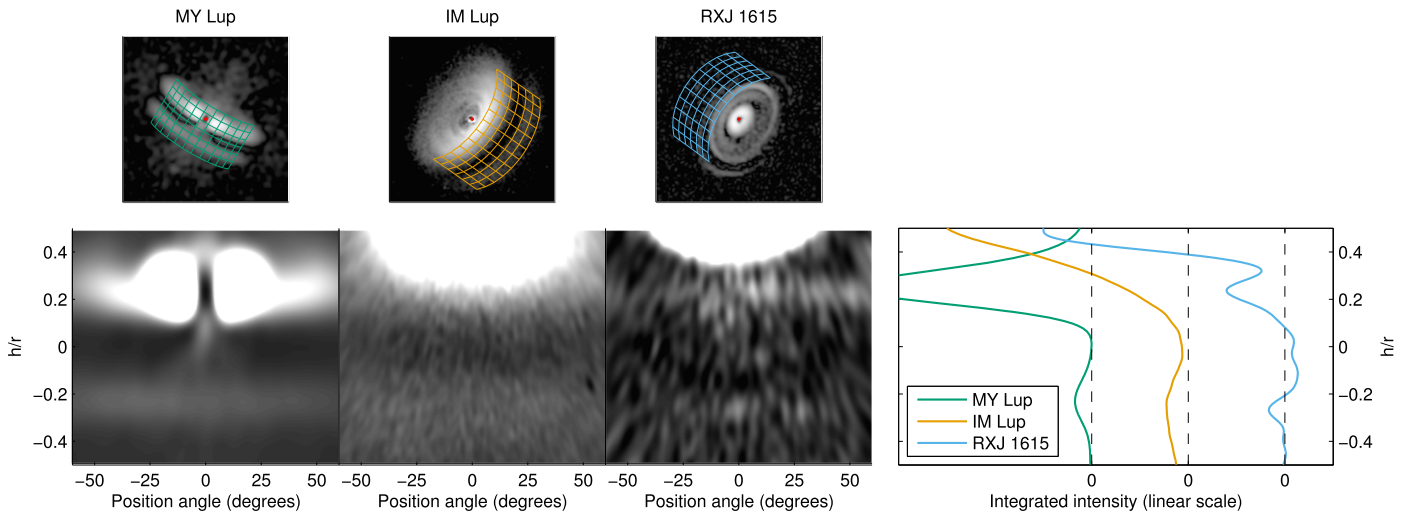 MY Lup
IM Lup
RXJ 1615
h/r
0.4
0.2
0
−0.2
−0.4
−50 −25 0 25 50
−50 −25 0 25 50
−50 −25 0 25 50
Position angle (degrees)
Position angle (degrees)
Position angle (degrees)
MY Lup
IM Lup
RXJ 1615
0.4
0.2
0
−0.2
−0.4
h/r
0 0 0
Integrated intensity (linear scale)